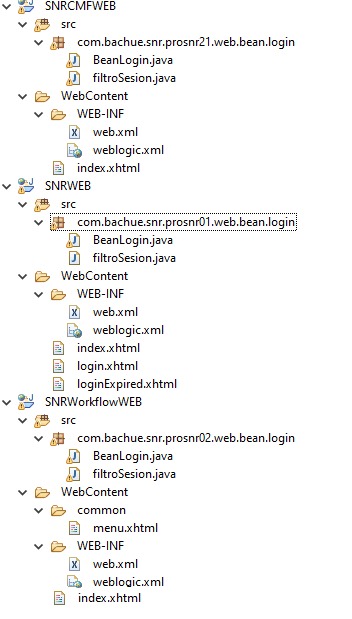 SNRCMFWEB
src
com.bachue.snr.prosnr21.web.bean.login
BeanLogin.java
filtroSesion.java
WebContent
WEB-INF
web.xml
weblogic.xml
index.xhtml
SNRWEB
src
com.bachue.snr.prosnr01.web.bean.login
BeanLogin.java
filtroSesion.java
WebContent
WEB-INF
web.xml
weblogic.xml
index.xhtml
login.xhtml
loginExpired.xhtml
SNRWorkflowWEB
src
com.bachue.snr.prosnr02.web.bean.login
BeanLogin.java
filtroSesion.java
WebContent
common
menu.xhtml
WEB-INF
web.xml
weblogic.xml
index.xhtml